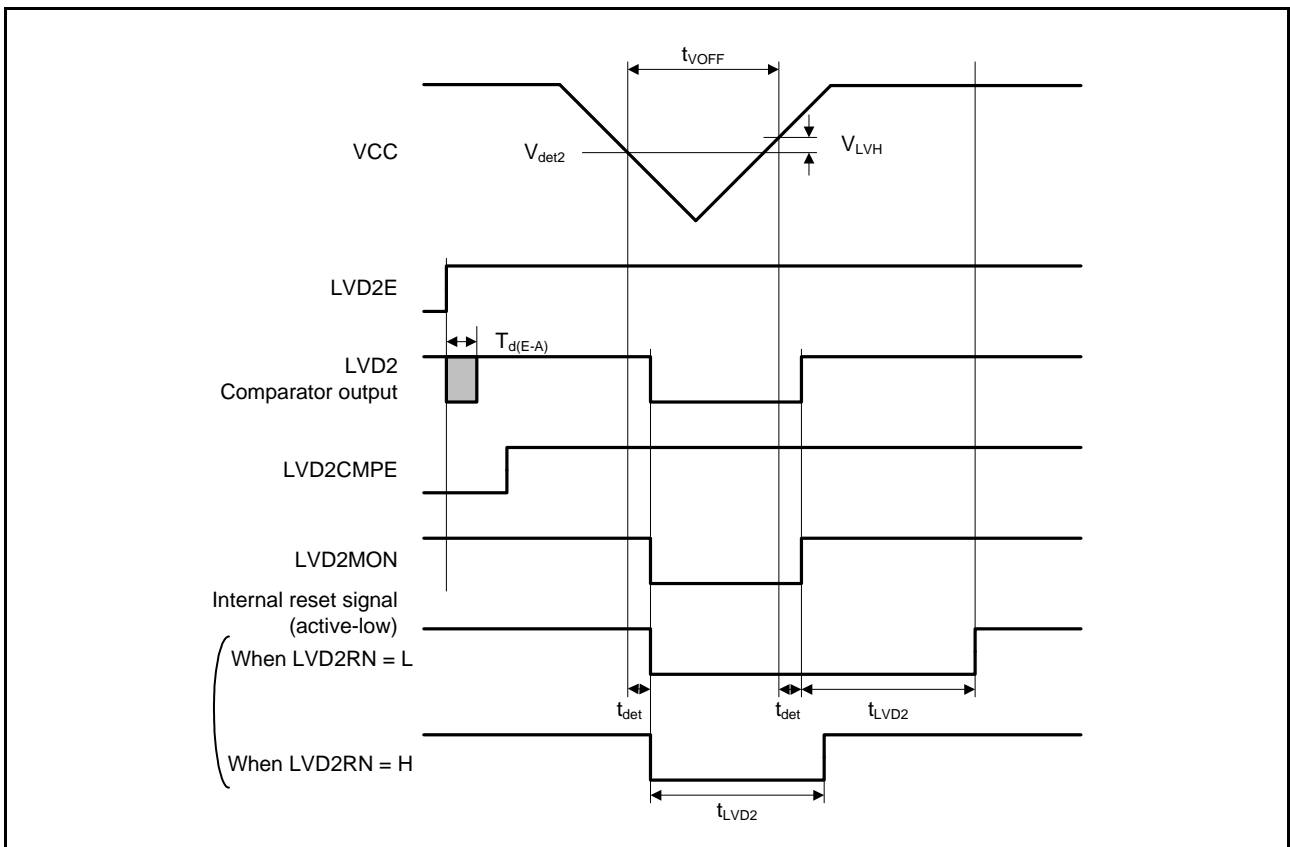 tVOFF
VCC
Vdet2
VLVH
LVD2E
Td(E-A)
LVD2
Comparator output
LVD2CMPE
LVD2MON
Internal reset signal
(active-low)
When LVD2RN = L
tdet
tdet
tLVD2
When LVD2RN = H
tLVD2